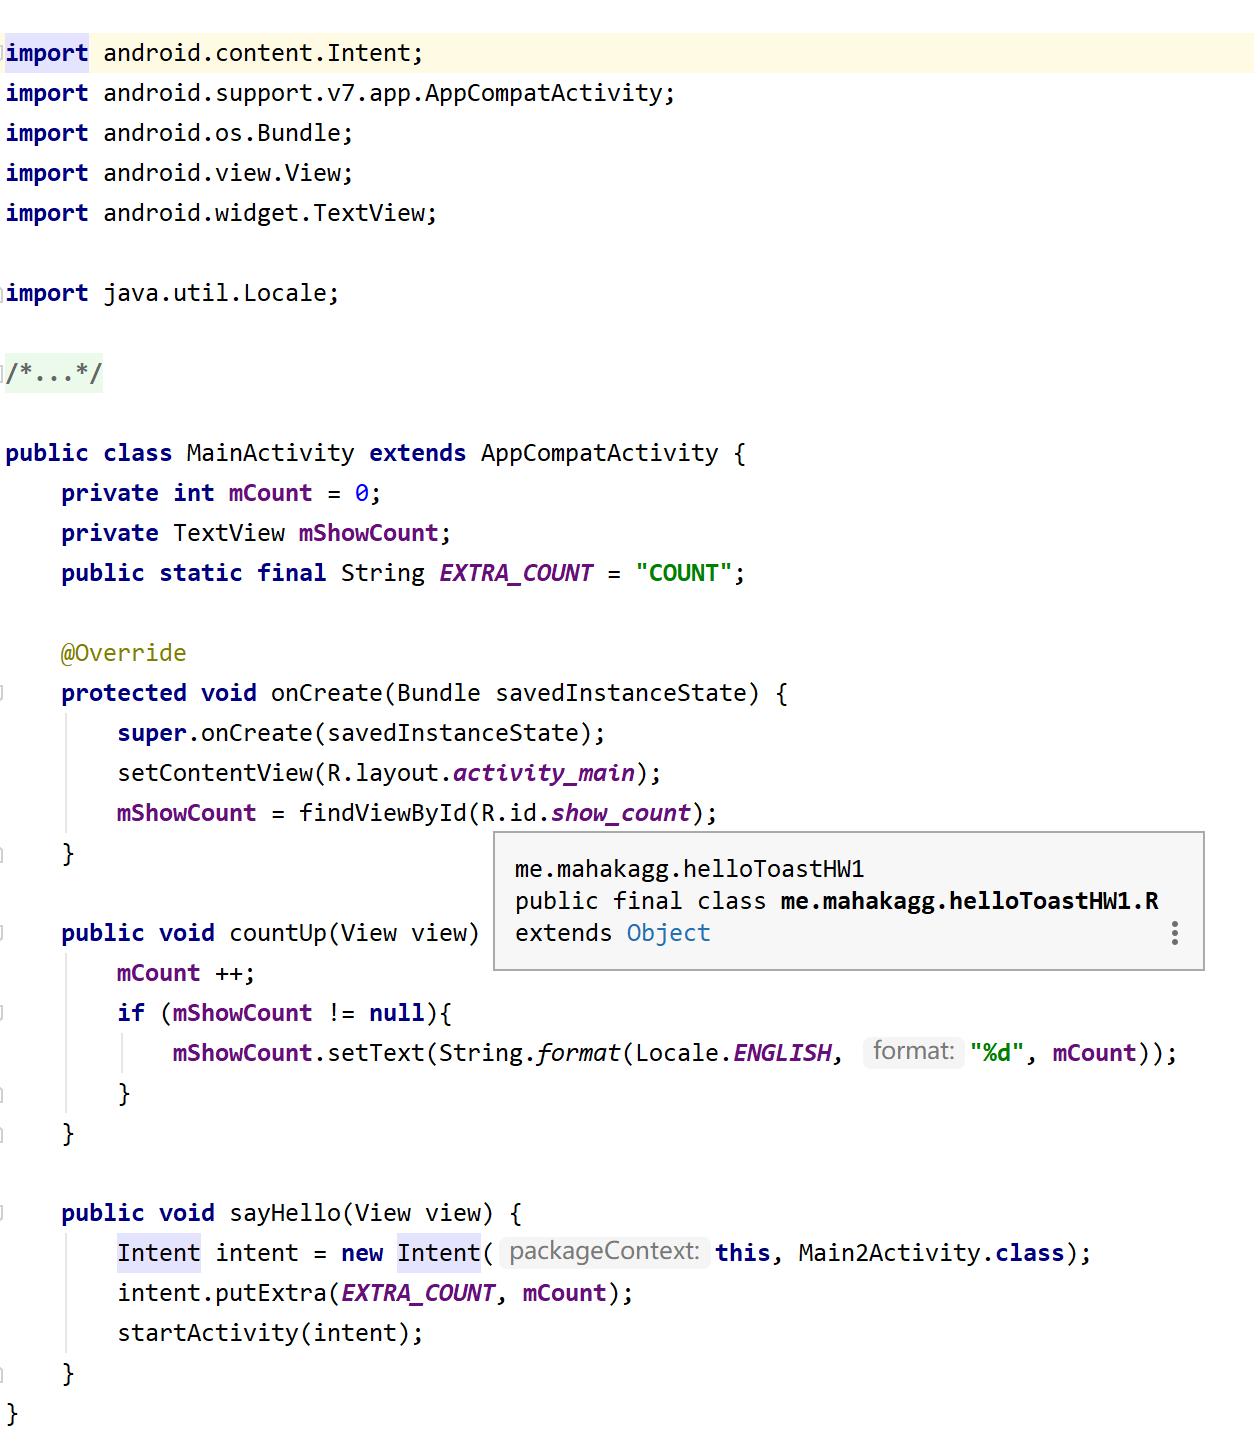 import android.content.Intent;
import android.support.v7.app.AppCompatActivity;
import android.os.Bundle;
import android.view.View;
import android.widget.TextView;
import java.util.Locale;
/*...*/
public class MainActivity extends AppCompatActivity {
private int mCount = 0;
private TextView mShowCount;
public static final String EXTRA_COUNT = "COUNT";
@Override
protected void onCreate(Bundle savedInstanceState) {
super.onCreate(savedInstanceState);
setContentView(R.layout.activity_main);
mShowCount = findViewById(R.id.show_count);
}
me.mahakagg.helloToastHW1
public final class me.mahakagg.helloToastHW1.R
extends Object
public void countUp(View view)
mCount ++;
if (mShowCount != null){
mShowCount.setText(String.format(Locale.ENGLISH, format: "%d", mCount));
}
}
public void sayHello(View view) {
Intent intent = new Intent( packageContext: this, Main2Activity.class);
intent.putExtra(EXTRA_COUNT, mCount);
startActivity(intent);
}
}